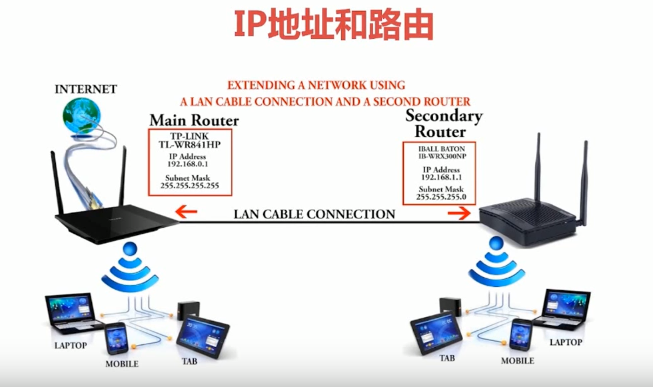 IP地址和路由
INTERNET
EXTENDING A NETWORK USING
A LAN CABLE CONNECTION AND A SECOND ROUTER
Main Router
TP-LINK
TL-WR841HP
IP Address
192.168.0.1
Subnet Mask
255.255.255.255
Secondary
Router
IBALL BATON
IB-WRX300NP
IP Address
192.168.1.1
Subnet Mask
255.255.255.0
LAN CABLE CONNECTION
LAPTOP
MOBILE
TAB
TAB
MOBILE
LAPTOP